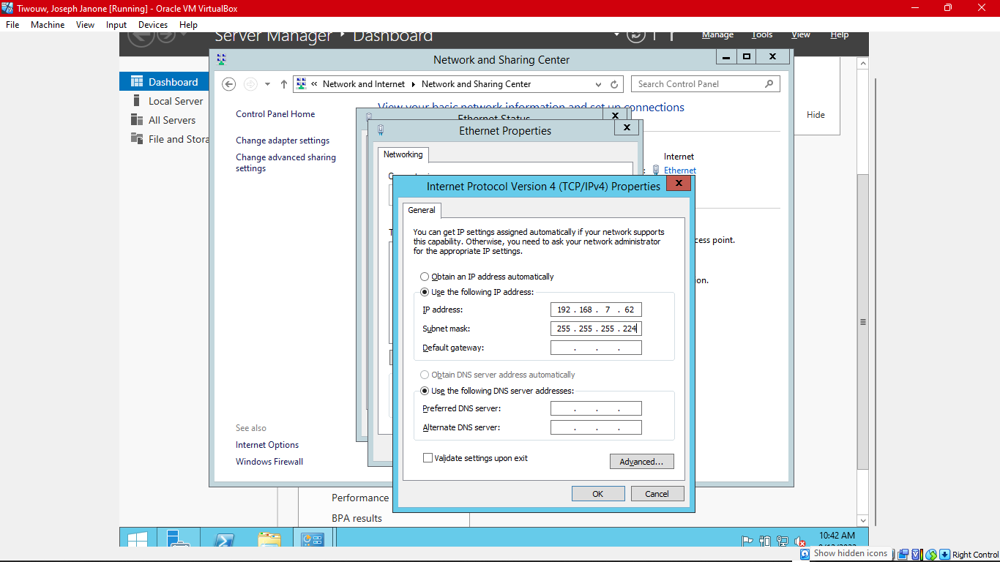 Twiouw, Joseph Janone [Running] - Oracle VM VirtualBox
File Machine View Input Devices Help
Server Manager Dashboard
Manage Tools View Help
Network and Sharing Center
Dashboard
Local Server
All Servers
File and Stora
« Network and Internet Network and Sharing Center
Search Control Panel
Control Panel Home
Change adapter settings
Change advanced sharing
settings
View your basic network information and set up connections
Hide
Ethernet Status
Ethernet Properties
Networking
Internet
Ethernet
Internet Protocol Version 4 (TCP/IPv4) Properties
General
You can get IP settings assigned automatically if your network supports
this capability. Otherwise, you need to ask your network administrator
for the appropriate IP settings.
cess point.
ion.
Obtain an IP address automatically
Use the following IP address:
IP address: 192 . 168 . 7 . 62
Subnet mask: 255 . 255 . 255 . 224
Default gateway: . . .
Obtain DNS server address automatically
Use the following DNS server addresses:
Preferred DNS server: . . .
Alternate DNS server: . . .
Validate settings upon exit
Advanced...
OK Cancel
See also
Internet Options
Windows Firewall
Performance
BPA results
10:42 AM
Show hidden icons
Right Control